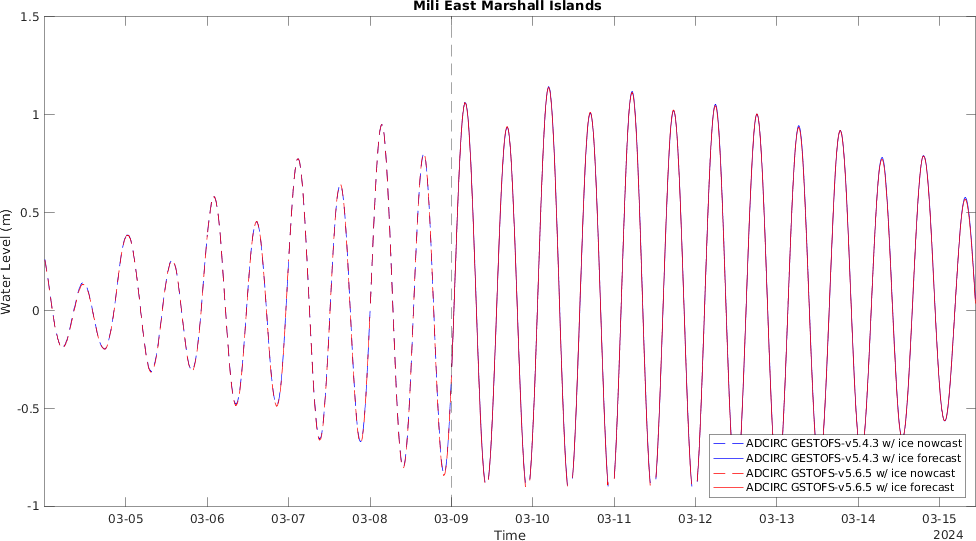 Mili East Marshall Islands
1.5
1
0.5
0
-0.5
-1
Water Level (m)
ADCIRC GESTOFS-v5.4.3 w/ ice nowcast
ADCIRC GESTOFS-v5.4.3 w/ ice forecast
ADCIRC GSTOFS-v5.6.5 w/ ice nowcast
ADCIRC GSTOFS-v5.6.5 w/ ice forecast
03-05 03-06 03-07 03-08 03-09 03-10 03-11 03-12 03-13 03-14 03-15
Time
2024